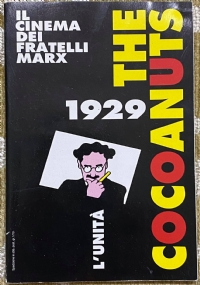 IL
CINEMA
DEI
FRATELLI
MARX
THE
COCOANUTS
1929
L'UNITÀ